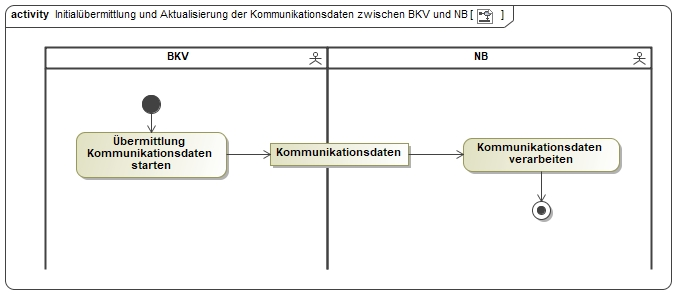 activity Initialübermittlung und Aktualisierung der Kommunikationsdaten zwischen BKV und NB [ ]
BKV
NB
Übermittlung
Kommunikationsdaten
starten
Kommunikationsdaten
Kommunikationsdaten
verarbeiten